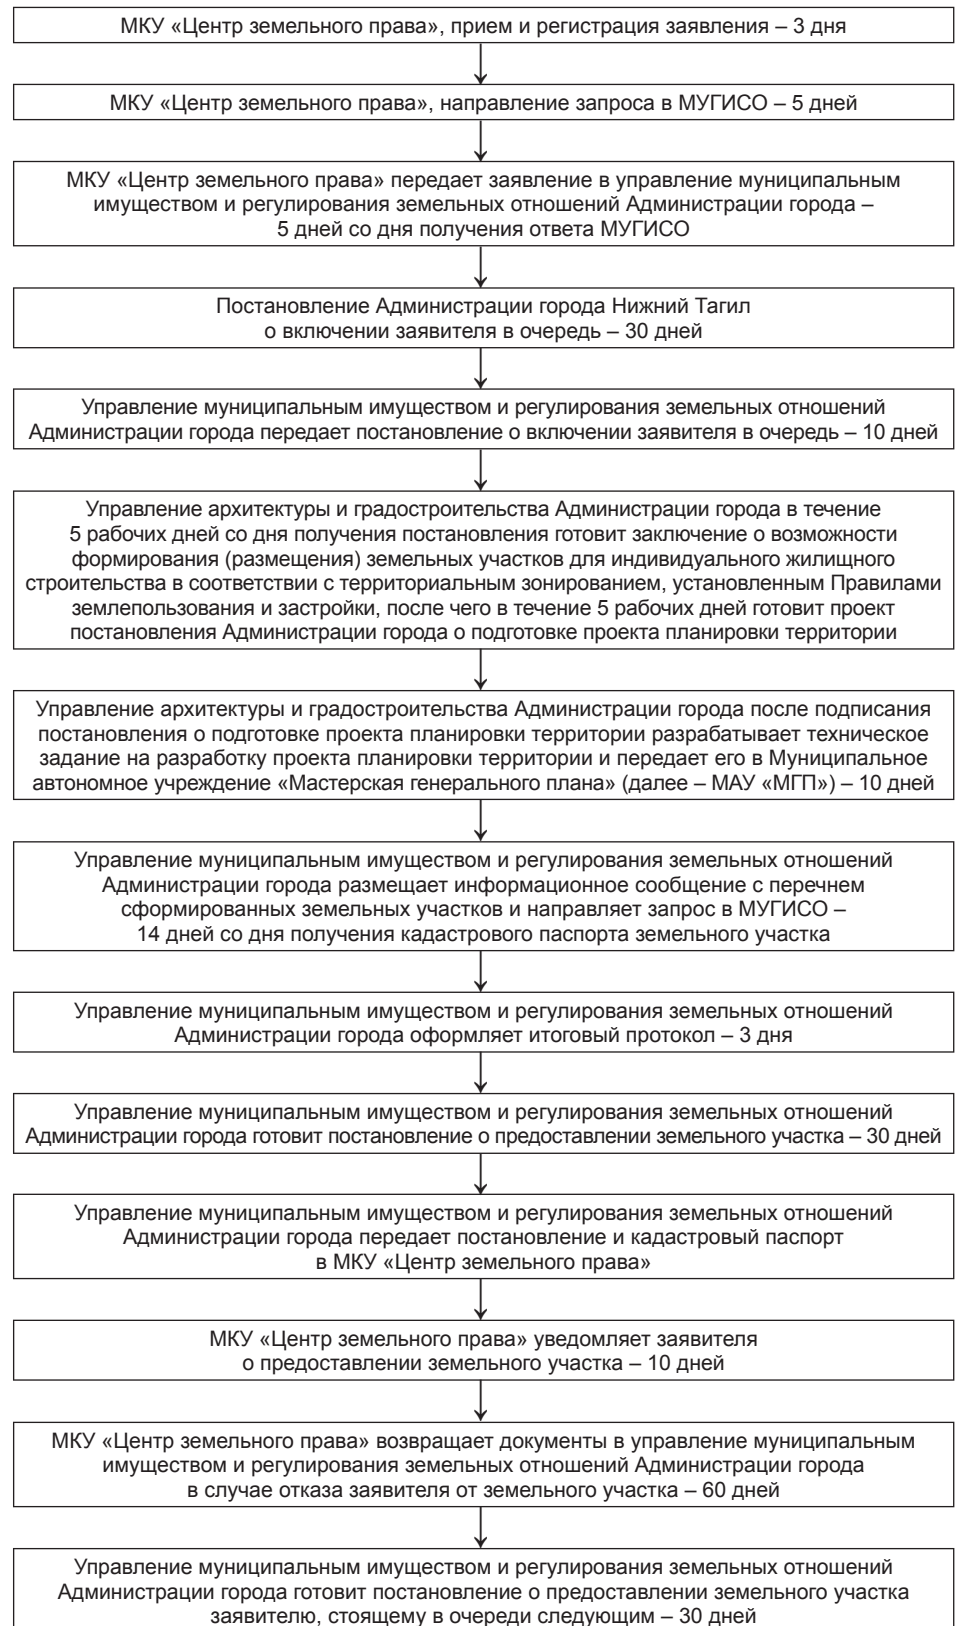 МКУ «Центр земельного права», прием и регистрация заявления – 3 дня
МКУ «Центр земельного права», направление запроса в МУГИСО – 5 дней
МКУ «Центр земельного права» передает заявление в управление муниципальным
имуществом и регулирования земельных отношений Администрации города –
5 дней со дня получения ответа МУГИСО
Постановление Администрации города Нижний Тагил
о включении заявителя в очередь – 30 дней
Управление муниципальным имуществом и регулирования земельных отношений
Администрации города передает постановление о включении заявителя в очередь – 10 дней
Управление архитектуры и градостроительства Администрации города в течение
5 рабочих дней со дня получения постановления готовит заключение о возможности
формирования (размещения) земельных участков для индивидуального жилищного
строительства в соответствии с территориальным зонированием, установленным Правилами
землепользования и застройки, после чего в течение 5 рабочих дней готовит проект
постановления Администрации города о подготовке проекта планировки территории
Управление архитектуры и градостроительства Администрации города после подписания
постановления о подготовке проекта планировки территории разрабатывает техническое
задание на разработку проекта планировки территории и передает его в Муниципальное
автономное учреждение «Мастерская генерального плана» (далее – МАУ «МГП») – 10 дней
Управление муниципальным имуществом и регулирования земельных отношений
Администрации города размещает информационное сообщение с перечнем
сформированных земельных участков и направляет запрос в МУГИСО –
14 дней со дня получения кадастрового паспорта земельного участка
Управление муниципальным имуществом и регулирования земельных отношений
Администрации города оформляет итоговый протокол – 3 дня
Управление муниципальным имуществом и регулирования земельных отношений
Администрации города готовит постановление о предоставлении земельного участка – 30 дней
Управление муниципальным имуществом и регулирования земельных отношений
Администрации города передает постановление и кадастровый паспорт
в МКУ «Центр земельного права»
МКУ «Центр земельного права» уведомляет заявителя
о предоставлении земельного участка – 10 дней
МКУ «Центр земельного права» возвращает документы в управление муниципальным
имуществом и регулирования земельных отношений Администрации города
в случае отказа заявителя от земельного участка – 60 дней
Управление муниципальным имуществом и регулирования земельных отношений
Администрации города готовит постановление о предоставлении земельного участка
заявителю, стоящему в очереди следующим – 30 дней